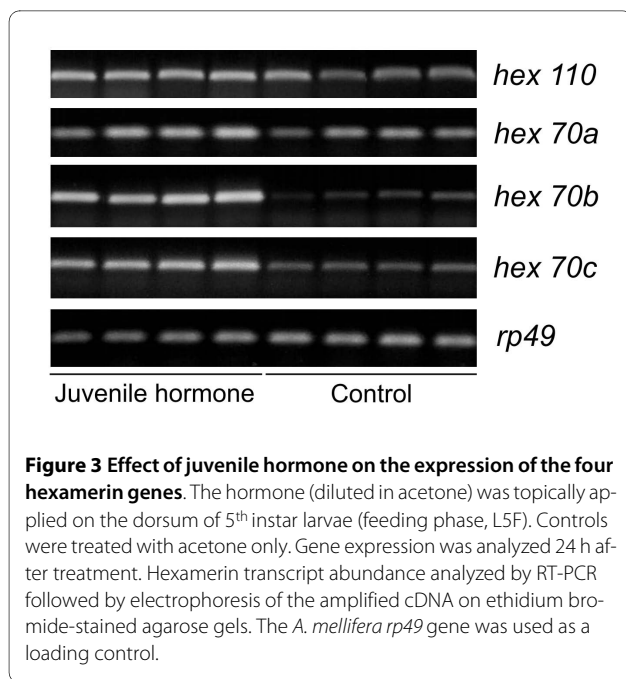 hex 110
hex 70a
hex 70b
hex 70c
rp49
Juvenile hormone Control
Figure 3 Effect of juvenile hormone on the expression of the four
hexamerin genes. The hormone (diluted in acetone) was topically ap-
plied on the dorsum of 5th instar larvae (feeding phase, L5F). Controls
were treated with acetone only. Gene expression was analyzed 24 h af-
ter treatment. Hexamerin transcript abundance analyzed by RT-PCR
followed by electrophoresis of the amplified cDNA on ethidium bro-
mide-stained agarose gels. The A. mellifera rp49 gene was used as a
loading control.